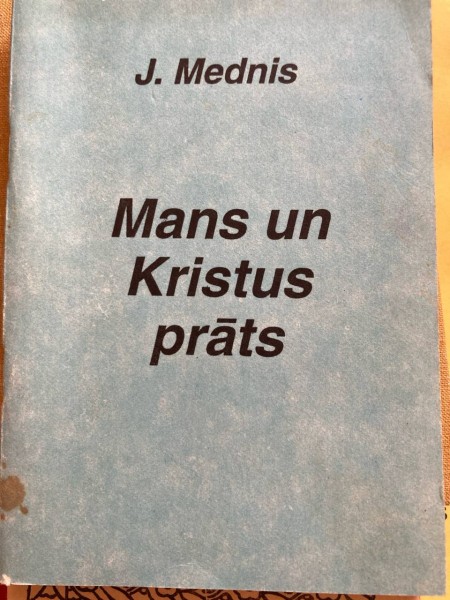 J. Mednis
Mans un
Kristus
prāts